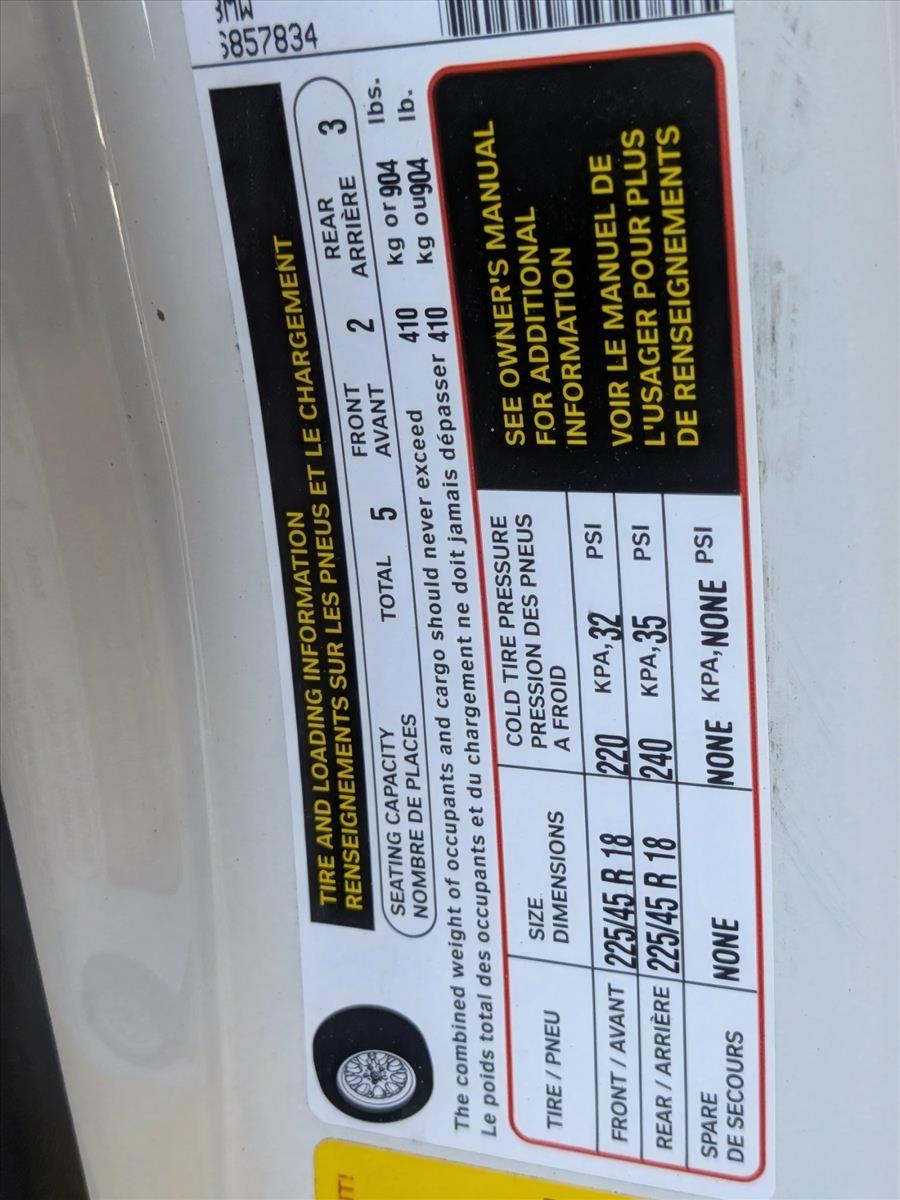 BMW
6857834
TIRE AND LOADING INFORMATION
RENSEIGNEMENTS SUR LES PNEUS ET LE CHARGEMENT
SEATING CAPACITY TOTAL 5 FRONT 2 REAR 3
NOMBRE DE PLACES AVANT ARRIÈRE
The combined weight of occupants and cargo should never exceed 410 kg or 904 lbs.
Le poids total des occupants et du chargement ne doit jamais dépasser 410 kg ou 904 lb.
TIRE / PNEU
SIZE
DIMENSIONS
COLD TIRE PRESSURE
PRESSION DES PNEUS
A FROID
FRONT / AVANT 225/45 R 18 220 KPA, 32 PSI
REAR / ARRIÈRE 225/45 R 18 240 KPA, 35 PSI
SPARE
DE SECOURS
NONE NONE KPA, NONE PSI
SEE OWNER'S MANUAL
FOR ADDITIONAL
INFORMATION
VOIR LE MANUEL DE
L'USAGER POUR PLUS
DE RENSEIGNEMENTS